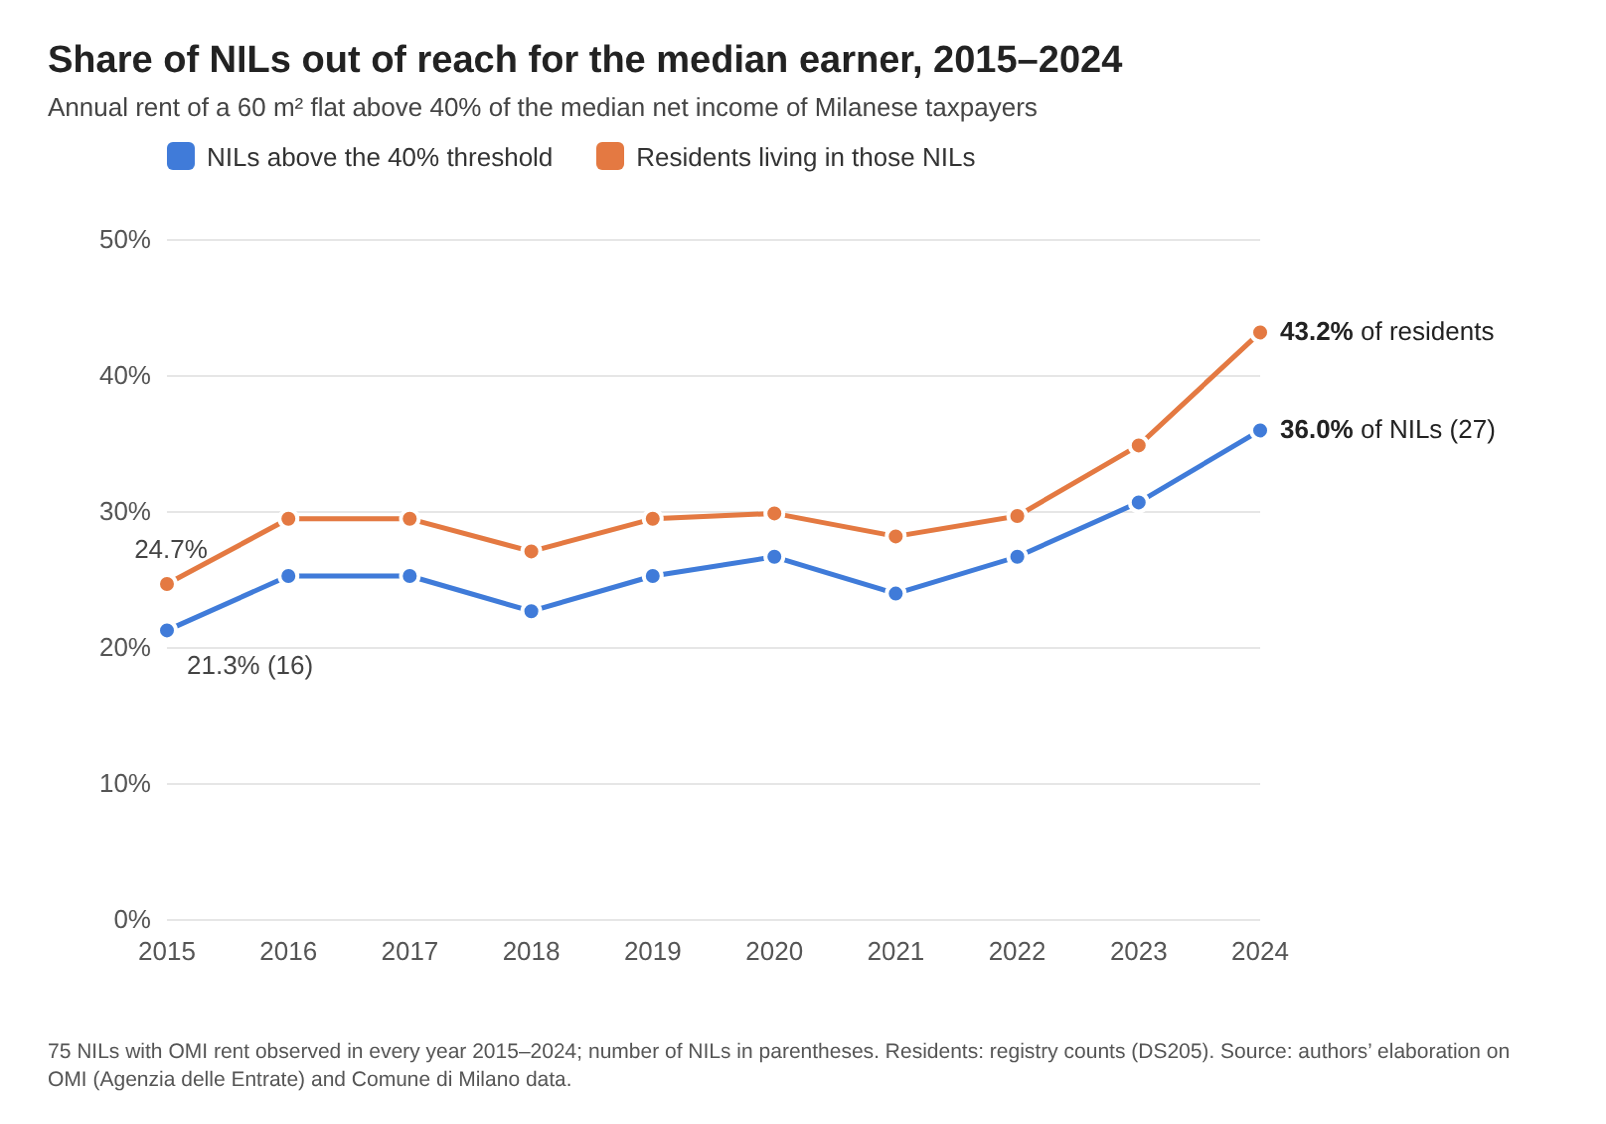 Share of NILs out of reach for the median earner, 2015–2024
Annual rent of a 60 m² flat above 40% of the median net income of Milanese taxpayers
NILs above the 40% threshold
Residents living in those NILs
50%
40%
30%
20%
10%
0%
24.7%
21.3% (16)
43.2% of residents
36.0% of NILs (27)
2015 2016 2017 2018 2019 2020 2021 2022 2023 2024
75 NILs with OMI rent observed in every year 2015–2024; number of NILs in parentheses. Residents: registry counts (DS205). Source: authors’ elaboration on
OMI (Agenzia delle Entrate) and Comune di Milano data.